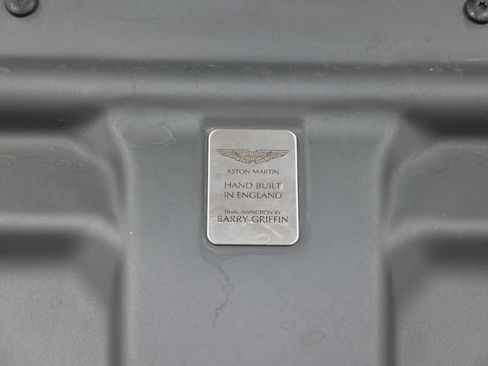 ASTON MARTIN
HAND BUILT
IN ENGLAND
FINAL INSPECTION BY
BARRY GRIFFIN